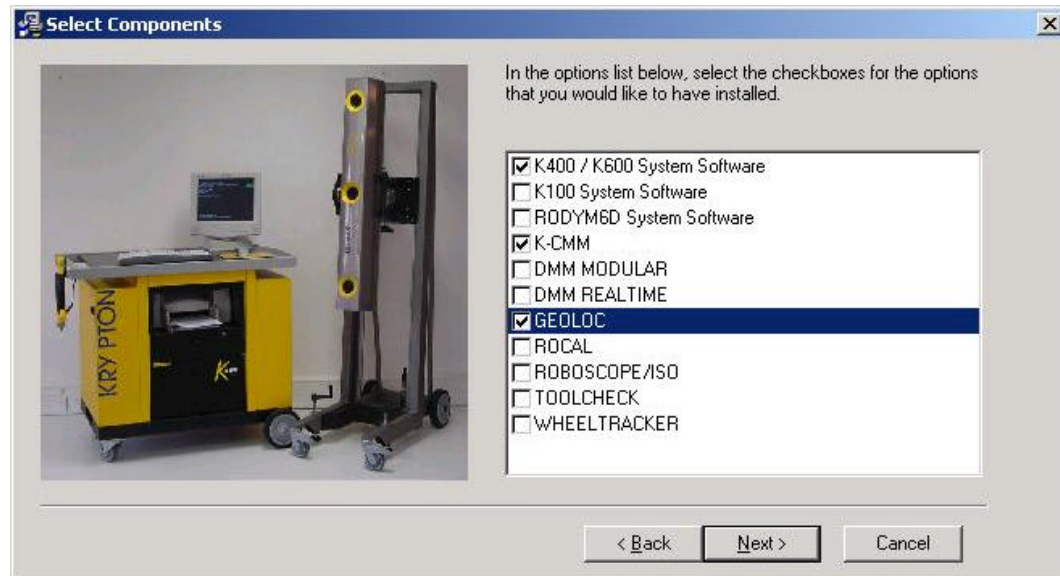 Select Components
In the options list below, select the checkboxes for the options
that you would like to have installed.
K400 / K600 System Software
K100 System Software
RODYM6D System Software
K-CMM
DMM MODULAR
DMM REALTIME
GEOLOC
ROCAL
ROBOSCOPE/ISO
TOOLCHECK
WHEELTRACKER
KRYPTON
K
< Back
Next >
Cancel